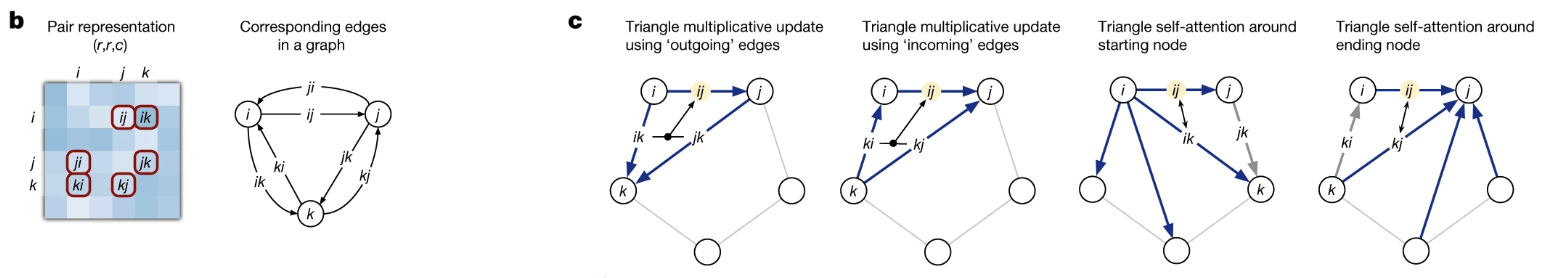 b
Pair representation
(r,r,c)
i j k
i ij ik
j ji jk
k ki kj
Corresponding edges
in a graph
ji
i ij j
ki jk
ik kj
k
c
Triangle multiplicative update
using ‘outgoing’ edges
i ij j
ik jk
k
Triangle multiplicative update
using ‘incoming’ edges
i ij j
ki kj
k
Triangle self-attention around
starting node
i ij j
ik jk
k
Triangle self-attention around
ending node
i ij j
ki kj
k